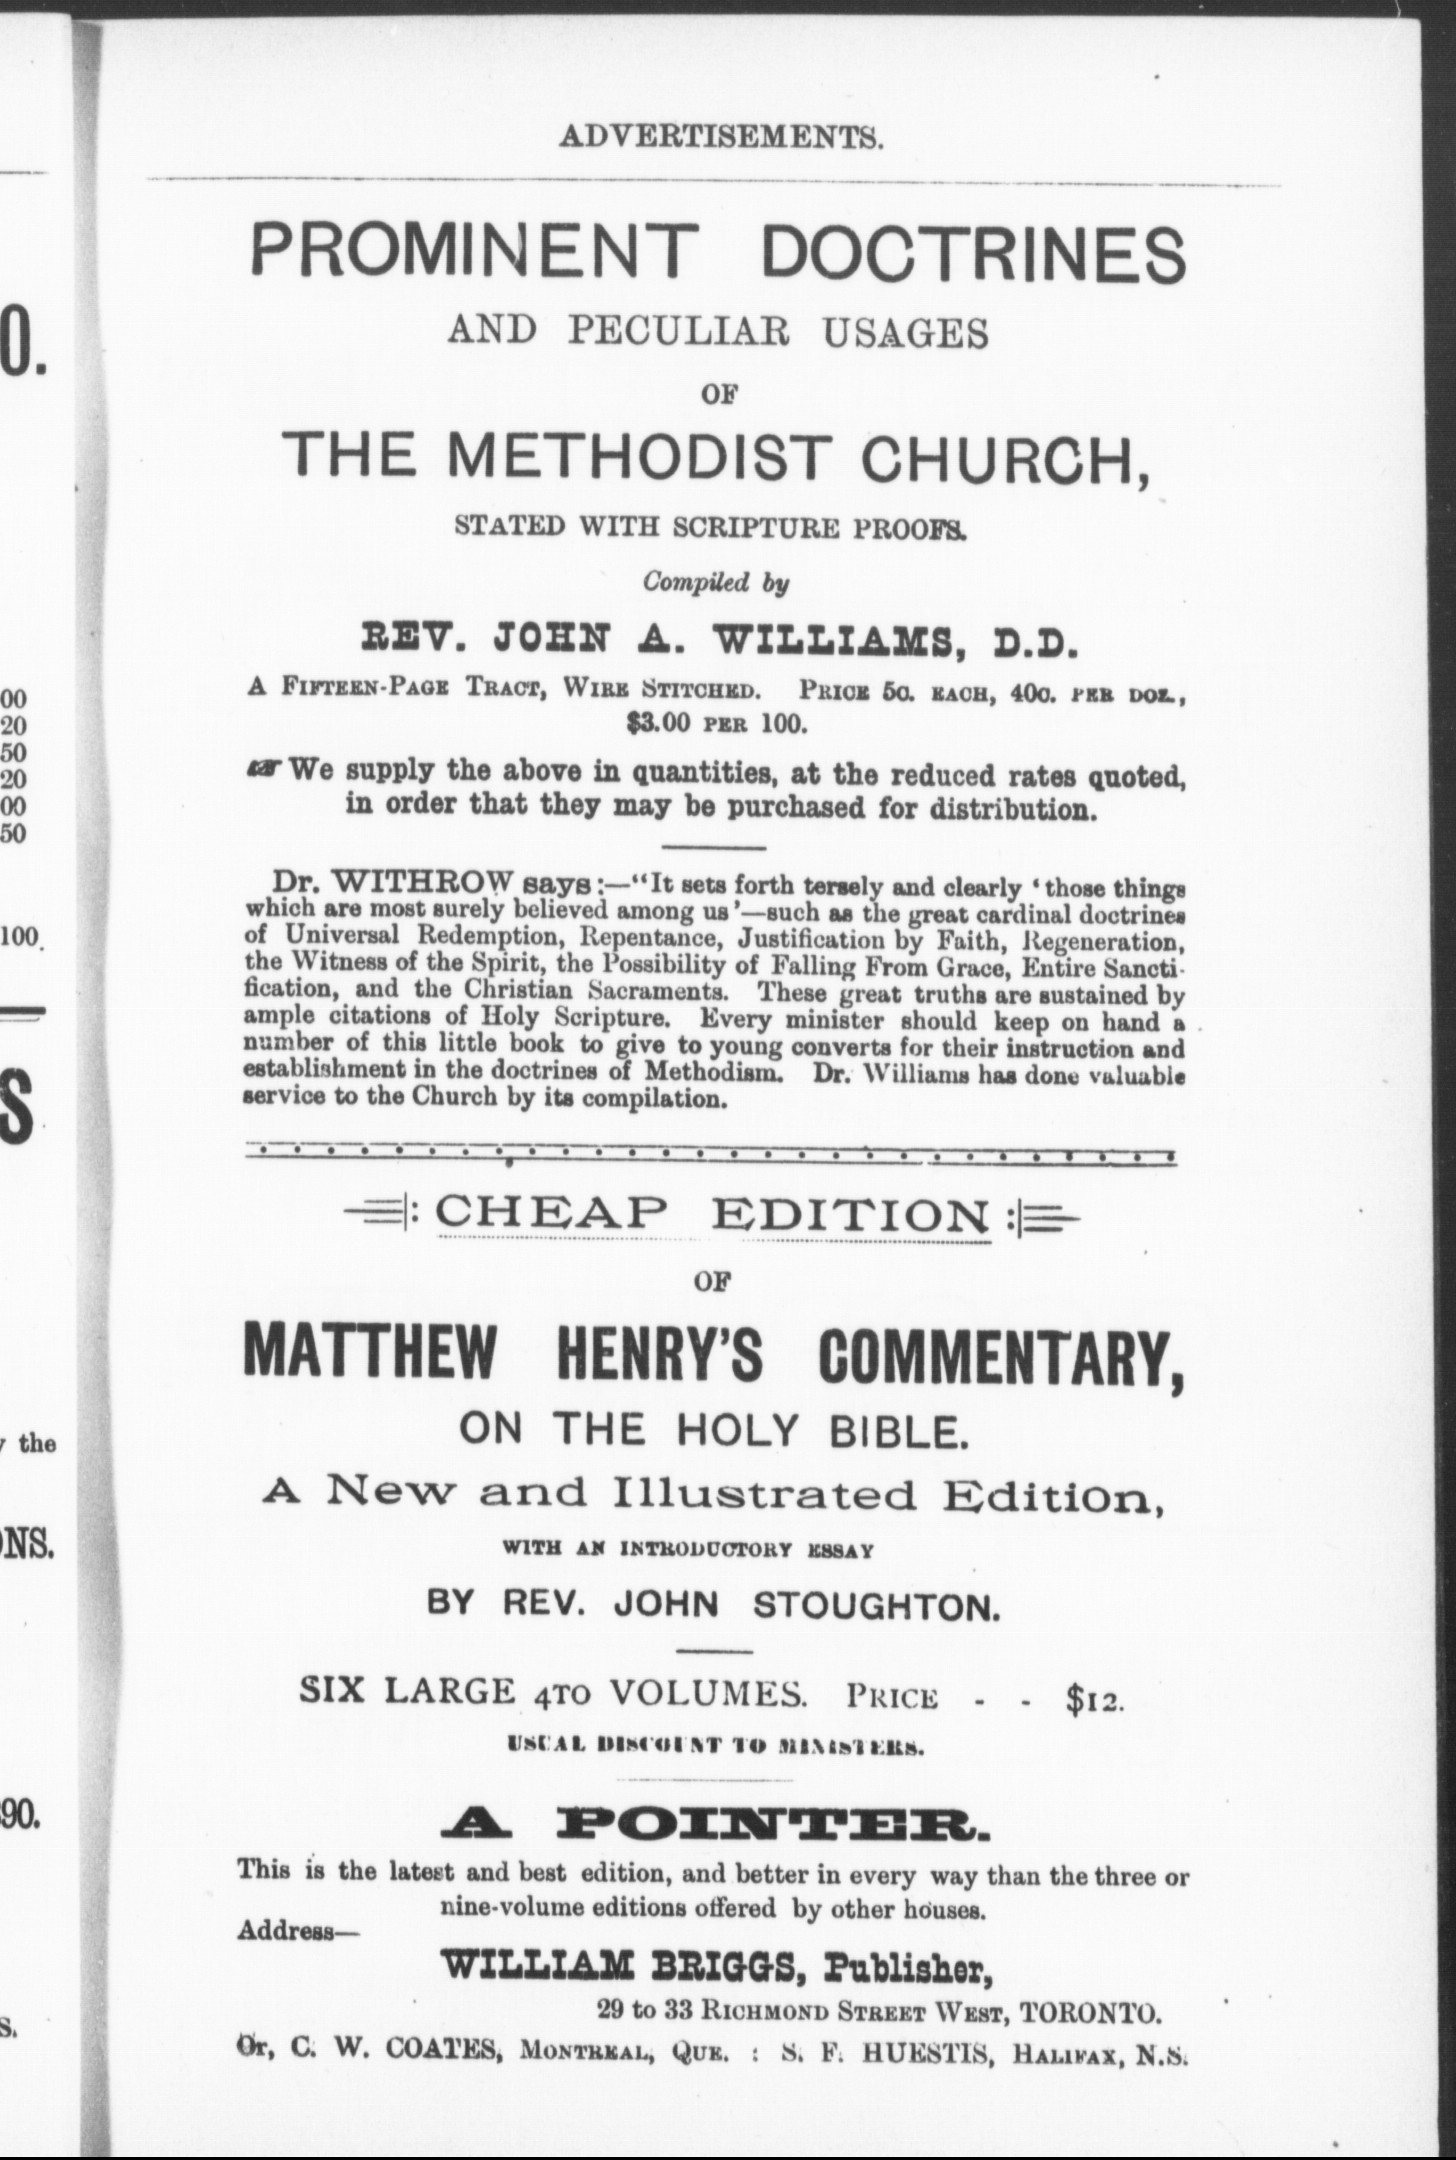 ADVERTISEMENTS.
PROMINENT DOCTRINES
AND PECULIAR USAGES
OF
THE METHODIST CHURCH,
STATED WITH SCRIPTURE PROOFS.
Compiled by
REV. JOHN A. WILLIAMS, D.D.
A FIFTEEN-PAGE TRACT, WIRE STITCHED. PRICE 5C. EACH, 40C. PER DOZ.,
$3.00 PER 100.
☞ We supply the above in quantities, at the reduced rates quoted,
in order that they may be purchased for distribution.
Dr. WITHROW says:—“It sets forth tersely and clearly ‘those things
which are most surely believed among us’—such as the great cardinal doctrines
of Universal Redemption, Repentance, Justification by Faith, Regeneration,
the Witness of the Spirit, the Possibility of Falling From Grace, Entire Sancti-
fication, and the Christian Sacraments. These great truths are sustained by
ample citations of Holy Scripture. Every minister should keep on hand a
number of this little book to give to young converts for their instruction and
establishment in the doctrines of Methodism. Dr. Williams has done valuable
service to the Church by its compilation.
CHEAP EDITION
OF
MATTHEW HENRY'S COMMENTARY,
ON THE HOLY BIBLE.
A New and Illustrated Edition,
WITH AN INTRODUCTORY ESSAY
BY REV. JOHN STOUGHTON.
SIX LARGE 4TO VOLUMES. PRICE - - $12.
USUAL DISCOUNT TO MINISTERS.
A POINTER.
This is the latest and best edition, and better in every way than the three or
nine-volume editions offered by other houses.
Address—
WILLIAM BRIGGS, Publisher,
29 to 33 RICHMOND STREET WEST, TORONTO.
Or, C. W. COATES, MONTREAL, QUE. : S. F. HUESTIS, HALIFAX, N.S.
0.
00
20
50
20
00
50
100.
S
the
NS.
90.
s.